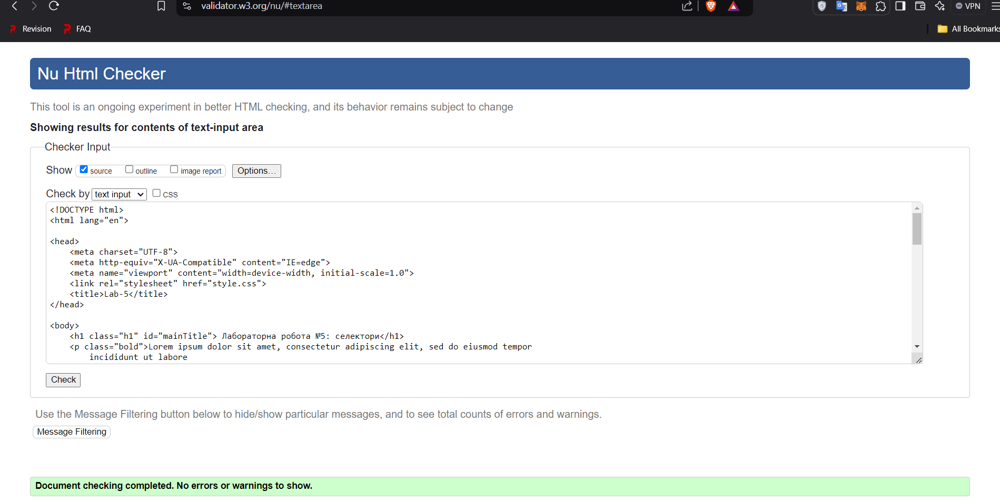 validator.w3.org/nu/#textarea
VPN
Revision FAQ All Bookmarks
Nu Html Checker
This tool is an ongoing experiment in better HTML checking, and its behavior remains subject to change
Showing results for contents of text-input area
Checker Input
Show source outline image report Options...
Check by text input CSS
<!DOCTYPE html>
<html lang="en">
<head>
<meta charset="UTF-8">
<meta http-equiv="X-UA-Compatible" content="IE=edge">
<meta name="viewport" content="width=device-width, initial-scale=1.0">
<link rel="stylesheet" href="style.css">
<title>Lab-5</title>
</head>
<body>
<h1 class="h1" id="mainTitle"> Лабораторна робота №5: селектори</h1>
<p class="bold">Lorem ipsum dolor sit amet, consectetur adipiscing elit, sed do eiusmod tempor
incididunt ut labore
Check
Use the Message Filtering button below to hide/show particular messages, and to see total counts of errors and warnings.
Message Filtering
Document checking completed. No errors or warnings to show.